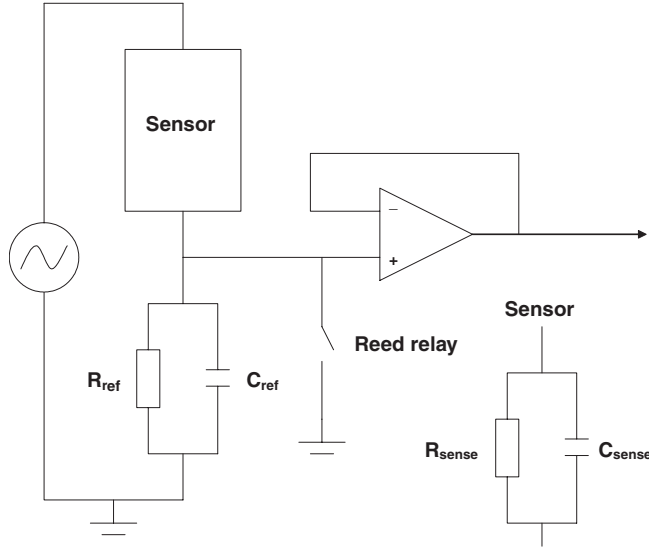 Sensor
−
+
Reed relay
Sensor
R_ref
C_ref
R_sense
C_sense